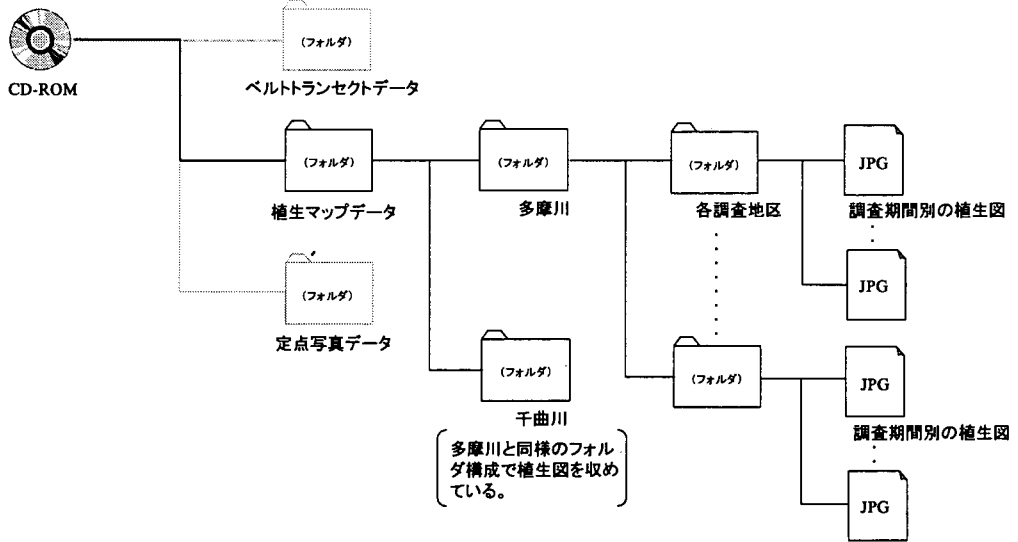 (フォルダ)
CD-ROM
ベルトトランセクトデータ
(フォルダ)
(フォルダ)
(フォルダ)
JPG
植生マップデータ
多摩川
各調査地区
調査期間別の植生図
JPG
(フォルダ)
定点写真データ
(フォルダ)
(フォルダ)
JPG
千曲川
調査期間別の植生図
多摩川と同様のフォル
ダ構成で植生図を収め
ている。
JPG